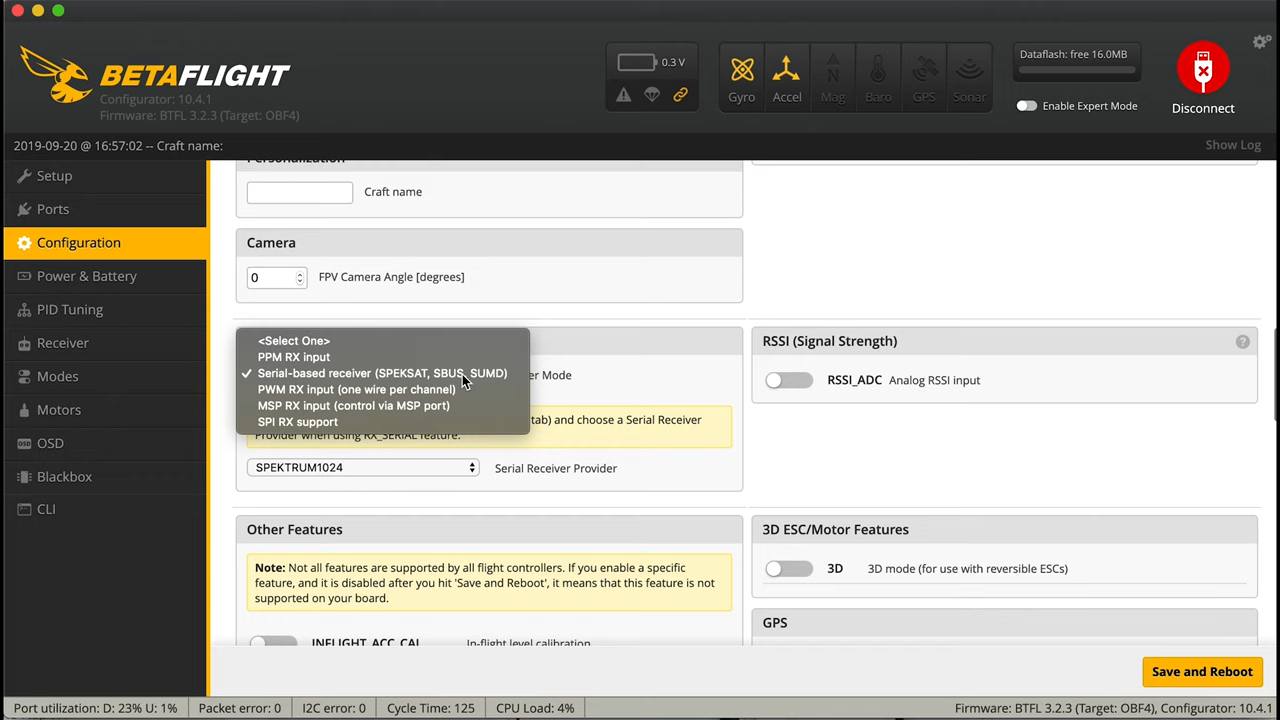 BETAFLIGHT
Configurator: 10.4.1
Firmware: BTFL 3.2.3 (Target: OBF4)
0.3 V
Gyro
Accel
Mag
Baro
GPS
Sonar
Dataflash: free 16.0MB
Enable Expert Mode
Disconnect
2019-09-20 @ 16:57:02 -- Craft name:
Show Log
Setup
Ports
Configuration
Power & Battery
PID Tuning
Receiver
Modes
Motors
OSD OSD
Blackbox
CLI
Personalization
Craft name
Camera
0 FPV Camera Angle [degrees]
<Select One>
PPM RX input
✓ Serial-based receiver (SPEKSAT, SBUS, SUMD)
PWM RX input (one wire per channel)
MSP RX input (control via MSP port)
SPI RX support
er Mode
tab) and choose a Serial Receiver
Provider when using RX_SERIAL feature.
SPEKTRUM1024 Serial Receiver Provider
RSSI (Signal Strength) ?
RSSI_ADC Analog RSSI input
Other Features
Note: Not all features are supported by all flight controllers. If you enable a specific
feature, and it is disabled after you hit 'Save and Reboot', it means that this feature is not
supported on your board.
INFLIGHT_ACC_CAL In-flight level calibration
3D ESC/Motor Features
3D 3D mode (for use with reversible ESCs)
GPS
Save and Reboot
Port utilization: D: 23% U: 1% Packet error: 0 I2C error: 0 Cycle Time: 125 CPU Load: 4% Firmware: BTFL 3.2.3 (Target: OBF4), Configurator: 10.4.1